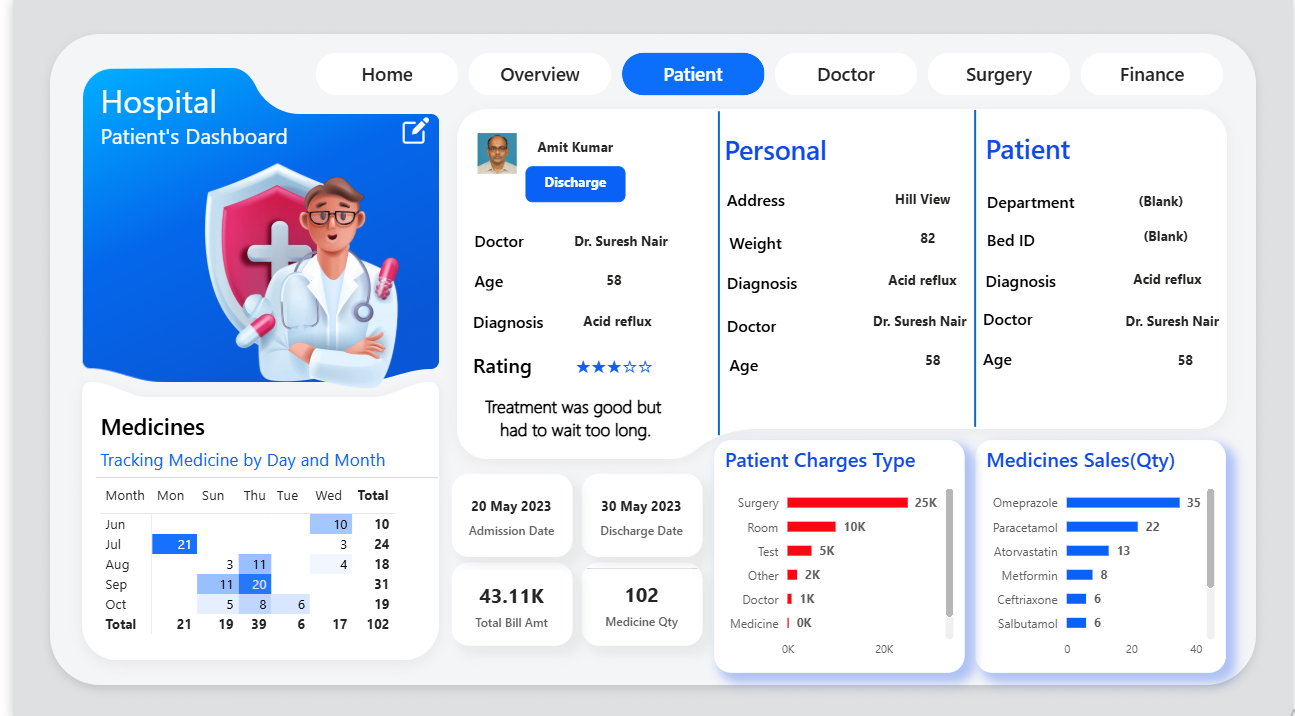 Home Overview Patient Doctor Surgery Finance
Hospital
Patient's Dashboard
Amit Kumar
Discharge
Doctor Dr. Suresh Nair
Age 58
Diagnosis Acid reflux
Rating ★★★☆☆
Treatment was good but
had to wait too long.
Personal
Address Hill View
Weight 82
Diagnosis Acid reflux
Doctor Dr. Suresh Nair
Age 58
Patient
Department (Blank)
Bed ID (Blank)
Diagnosis Acid reflux
Doctor Dr. Suresh Nair
Age 58
Medicines
Tracking Medicine by Day and Month
Month Mon Sun Thu Tue Wed Total
Jun 10 10
Jul 21 3 24
Aug 3 11 4 18
Sep 11 20 31
Oct 5 8 6 19
Total 21 19 39 6 17 102
20 May 2023
Admission Date
30 May 2023
Discharge Date
43.11K
Total Bill Amt
102
Medicine Qty
Patient Charges Type
Surgery 25K
Room 10K
Test 5K
Other 2K
Doctor 1K
Medicine 0K
0K 20K
Medicines Sales(Qty)
Omeprazole 35
Paracetamol 22
Atorvastatin 13
Metformin 8
Ceftriaxone 6
Salbutamol 6
0 20 40